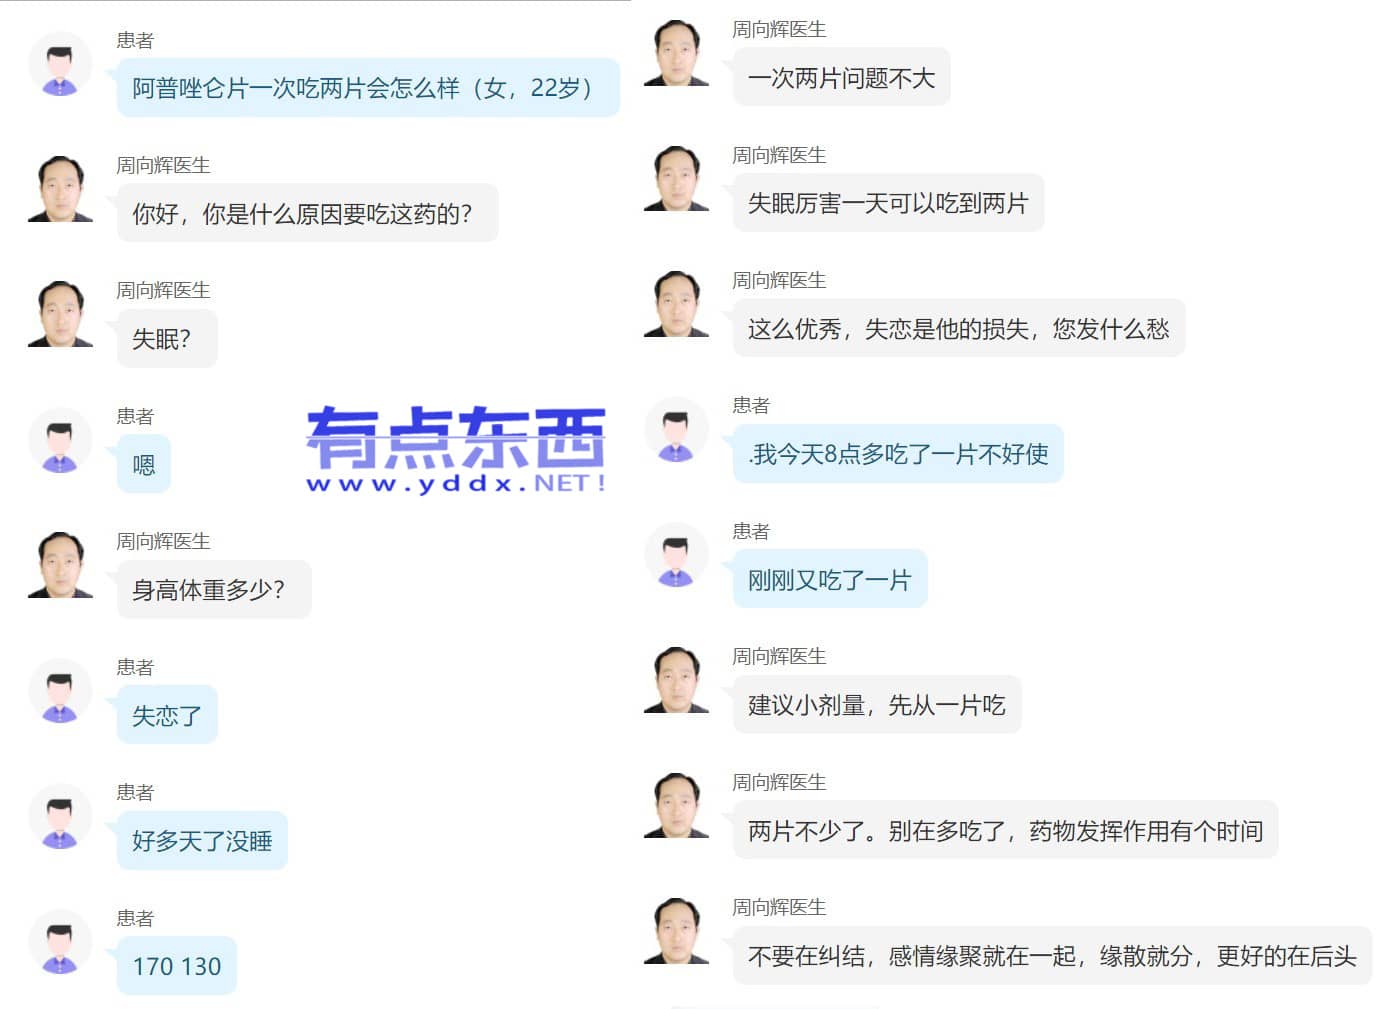 患者
阿普唑仑片一次吃两片会怎么样（女，22岁）
周向辉医生
你好，你是什么原因要吃这药的？
周向辉医生
失眠？
患者
嗯
有点东西
www.yddx.NET!
周向辉医生
身高体重多少？
患者
失恋了
患者
好多天了没睡
患者
170 130
周向辉医生
一次两片问题不大
周向辉医生
失眠厉害一天可以吃到两片
周向辉医生
这么优秀，失恋是他的损失，您发什么愁
患者
.我今天8点多吃了一片不好使
患者
刚刚又吃了一片
周向辉医生
建议小剂量，先从一片吃
周向辉医生
两片不少了。别在多吃了，药物发挥作用有个时间
周向辉医生
不要在纠结，感情缘聚就在一起，缘散就分，更好的在后头